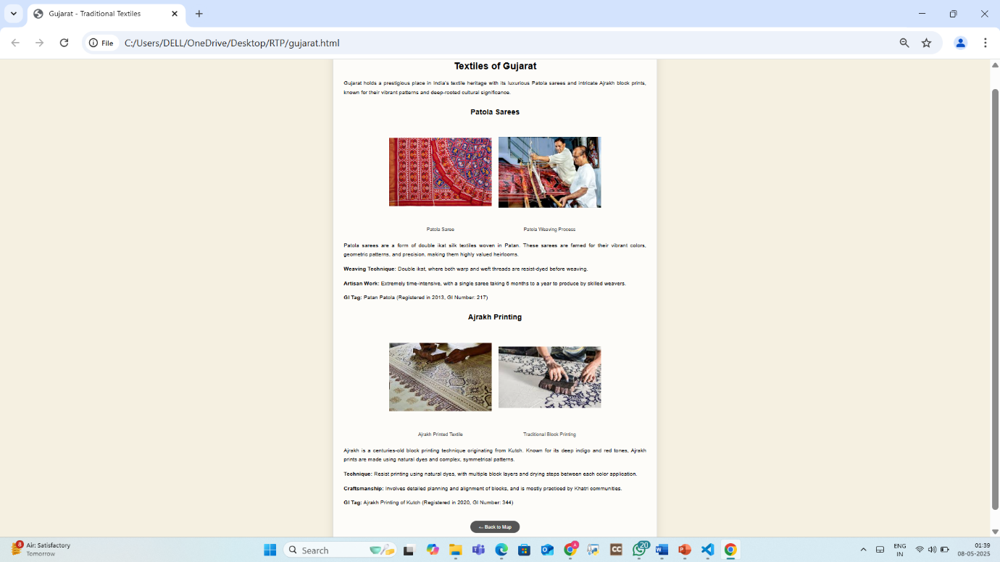 Gujarat - Traditional Textiles
File
C:/Users/DELL/OneDrive/Desktop/RTP/gujarat.html
Textiles of Gujarat
Gujarat holds a prestigious place in India's textile heritage with its luxurious Patola sarees and intricate Ajrakh block prints,
known for their vibrant patterns and deep-rooted cultural significance.
Patola Sarees
Patola Saree
Patola Weaving Process
Patola sarees are a form of double ikat silk textiles woven in Patan. These sarees are famed for their vibrant colors,
geometric patterns, and precision, making them highly valued heirlooms.
Weaving Technique: Double ikat, where both warp and weft threads are resist-dyed before weaving.
Artisan Work: Extremely time-intensive, with a single saree taking 6 months to a year to produce by skilled weavers.
GI Tag: Patan Patola (Registered in 2013, GI Number: 217)
Ajrakh Printing
Ajrakh Printed Textile
Traditional Block Printing
Ajrakh is a centuries-old block printing technique originating from Kutch. Known for its deep indigo and red tones, Ajrakh
prints are made using natural dyes and complex, symmetrical patterns.
Technique: Resist printing using natural dyes, with multiple block layers and drying steps between each color application.
Craftsmanship: Involves detailed planning and alignment of blocks, and is mostly practiced by Khatri communities.
GI Tag: Ajrakh Printing of Kutch (Registered in 2020, GI Number: 344)
← Back to Map
8
Air: Satisfactory
Tomorrow
Search
CC
A
20
ENG
IN
01:39
08-05-2025